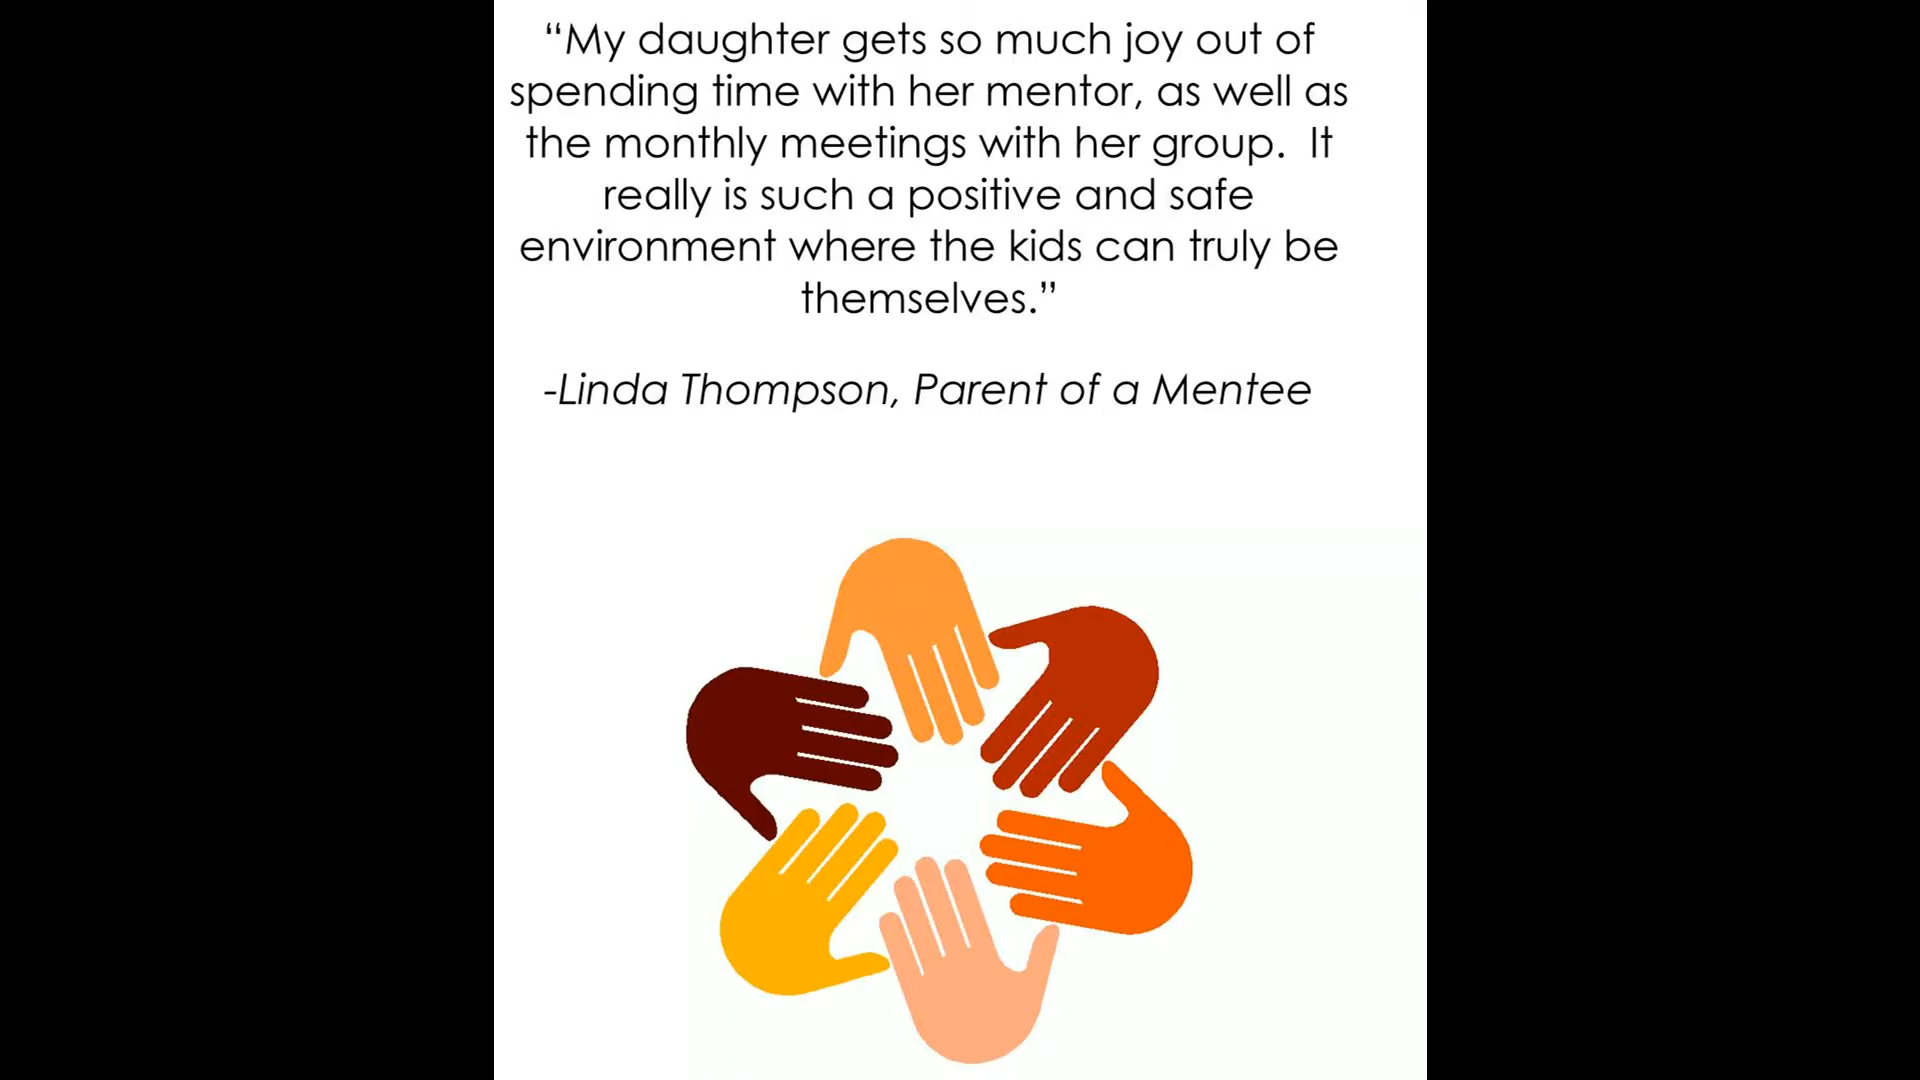 “My daughter gets so much joy out of
spending time with her mentor, as well as
the monthly meetings with her group.  It
really is such a positive and safe
environment where the kids can truly be
themselves.”
-Linda Thompson, Parent of a Mentee